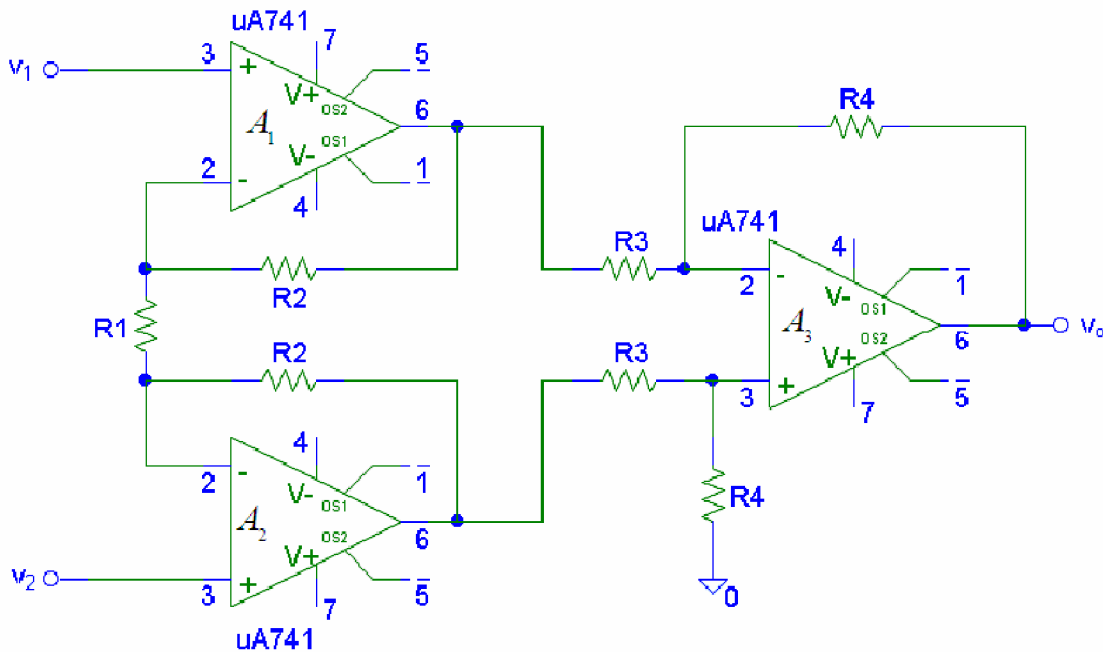 uA741
7
5
v1
3
+
V+
OS2
6
A1
OS1
V-
2
-
1
4
R4
R2
R1
R3
uA741
4
2
-
1
V-
OS1
A3
6
vo
OS2
V+
3
+
5
7
R2
R3
R4
0
4
2
-
1
V-
OS1
A2
6
OS2
V+
v2
3
+
5
7
uA741